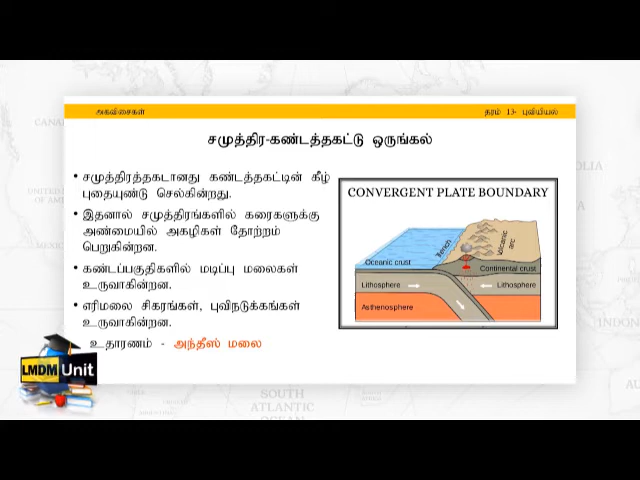 அகவிசைகள்
தரம் 13- புவியியல்
சமுத்திர-கண்டத்தகட்டு ஒருங்கல்
• சமுத்திரத்தகடானது கண்டத்தகட்டின் கீழ்
புதையுண்டு செல்கின்றது.
• இதனால் சமுத்திரங்களில் கரைகளுக்கு
அண்மையில் அகழிகள் தோற்றம்
பெறுகின்றன.
• கண்டப்பகுதிகளில் மடிப்பு மலைகள்
உருவாகின்றன.
• எரிமலை சிகரங்கள், புவிநடுக்கங்கள்
உருவாகின்றன.
உதாரணம் - அந்தீஸ் மலை
CONVERGENT PLATE BOUNDARY
Trench
Volcanic
arc
Oceanic crust
Continental crust
Lithosphere
Lithosphere
Asthenosphere
LMDM Unit
SOUTH
ATLANTIC
OCEAN